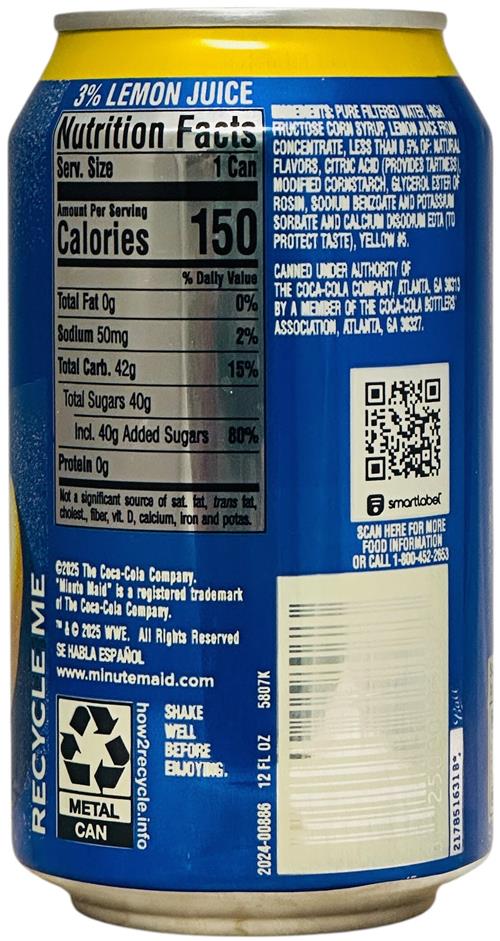 3% LEMON JUICE
Nutrition Facts
Serv. Size 1 Can
Amount Per Serving
Calories 150
% Daily Value
Total Fat 0g 0%
Sodium 50mg 2%
Total Carb. 42g 15%
Total Sugars 40g
Incl. 40g Added Sugars 80%
Protein 0g
Not a significant source of sat. fat, trans fat,
cholest., fiber, vit. D, calcium, iron and potas.
INGREDIENTS: PURE FILTERED WATER, HIGH
FRUCTOSE CORN SYRUP, LEMON JUICE FROM
CONCENTRATE, LESS THAN 0.5% OF: NATURAL
FLAVORS, CITRIC ACID (PROVIDES TARTNESS),
MODIFIED CORNSTARCH, GLYCEROL ESTER OF
ROSIN, SODIUM BENZOATE AND POTASSIUM
SORBATE AND CALCIUM DISODIUM EDTA (TO
PROTECT TASTE), YELLOW #5.
CANNED UNDER AUTHORITY OF
THE COCA-COLA COMPANY, ATLANTA, GA 30313
BY A MEMBER OF THE COCA-COLA BOTTLERS'
ASSOCIATION, ATLANTA, GA 30327.
smartlabel
SCAN HERE FOR MORE
FOOD INFORMATION
OR CALL 1-800-452-2653
©2025 The Coca-Cola Company.
"Minute Maid" is a registered trademark
of The Coca-Cola Company.
™ & © 2025 WWE. All Rights Reserved
SE HABLA ESPAÑOL
www.minutemaid.com
RECYCLE ME
METAL
CAN
how2recycle.info
SHAKE
WELL
BEFORE
ENJOYING.
2024-00886 12 FL OZ 5807K
Ball
217851631B*